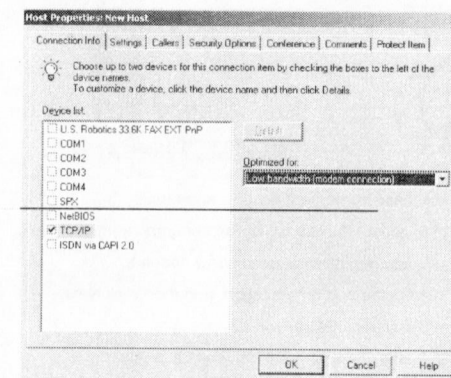 Host Properties: New Host
Connection Info Settings Callers Security Options Conference Comments Protect Item
Choose up to two devices for this connection item by checking the boxes to the left of the
device names.
To customize a device, click the device name and then click Details.
Device list:
U.S. Robotics 33.6K FAX EXT PnP
COM1
COM2
COM3
COM4
SPX
NetBIOS
TCP/IP
ISDN via CAPI 2.0
Details
Optimized for:
Low bandwidth (modem connection)
OK Cancel Help